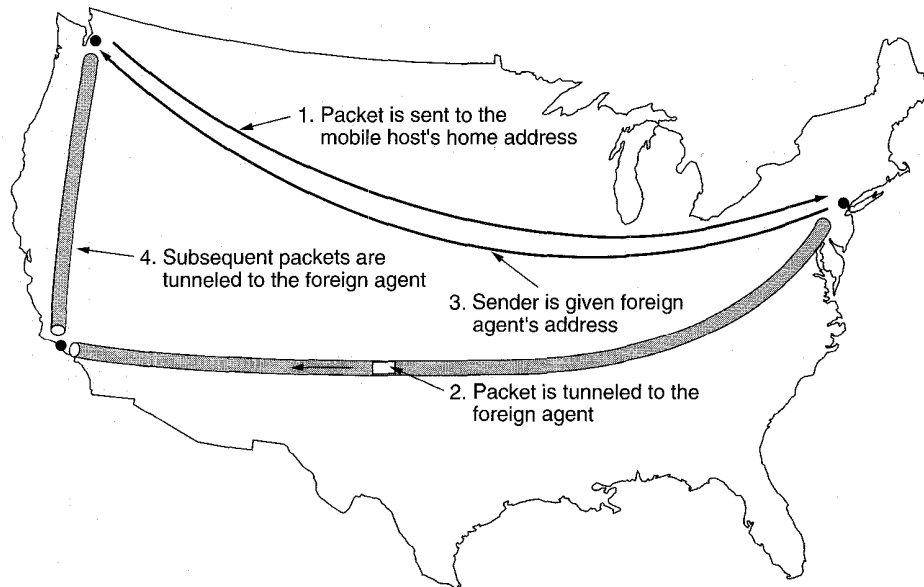 1. Packet is sent to the
mobile host's home address
4. Subsequent packets are
tunneled to the foreign agent
3. Sender is given foreign
agent's address
2. Packet is tunneled to the
foreign agent